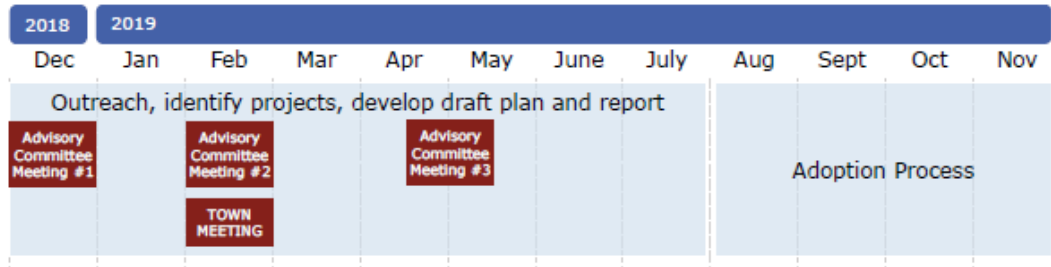 2018 2019
Dec Jan Feb Mar Apr May June July Aug Sept Oct Nov
Outreach, identify projects, develop draft plan and report
Advisory
Committee
Meeting #1
Advisory
Committee
Meeting #2
Advisory
Committee
Meeting #3
TOWN
MEETING
Adoption Process